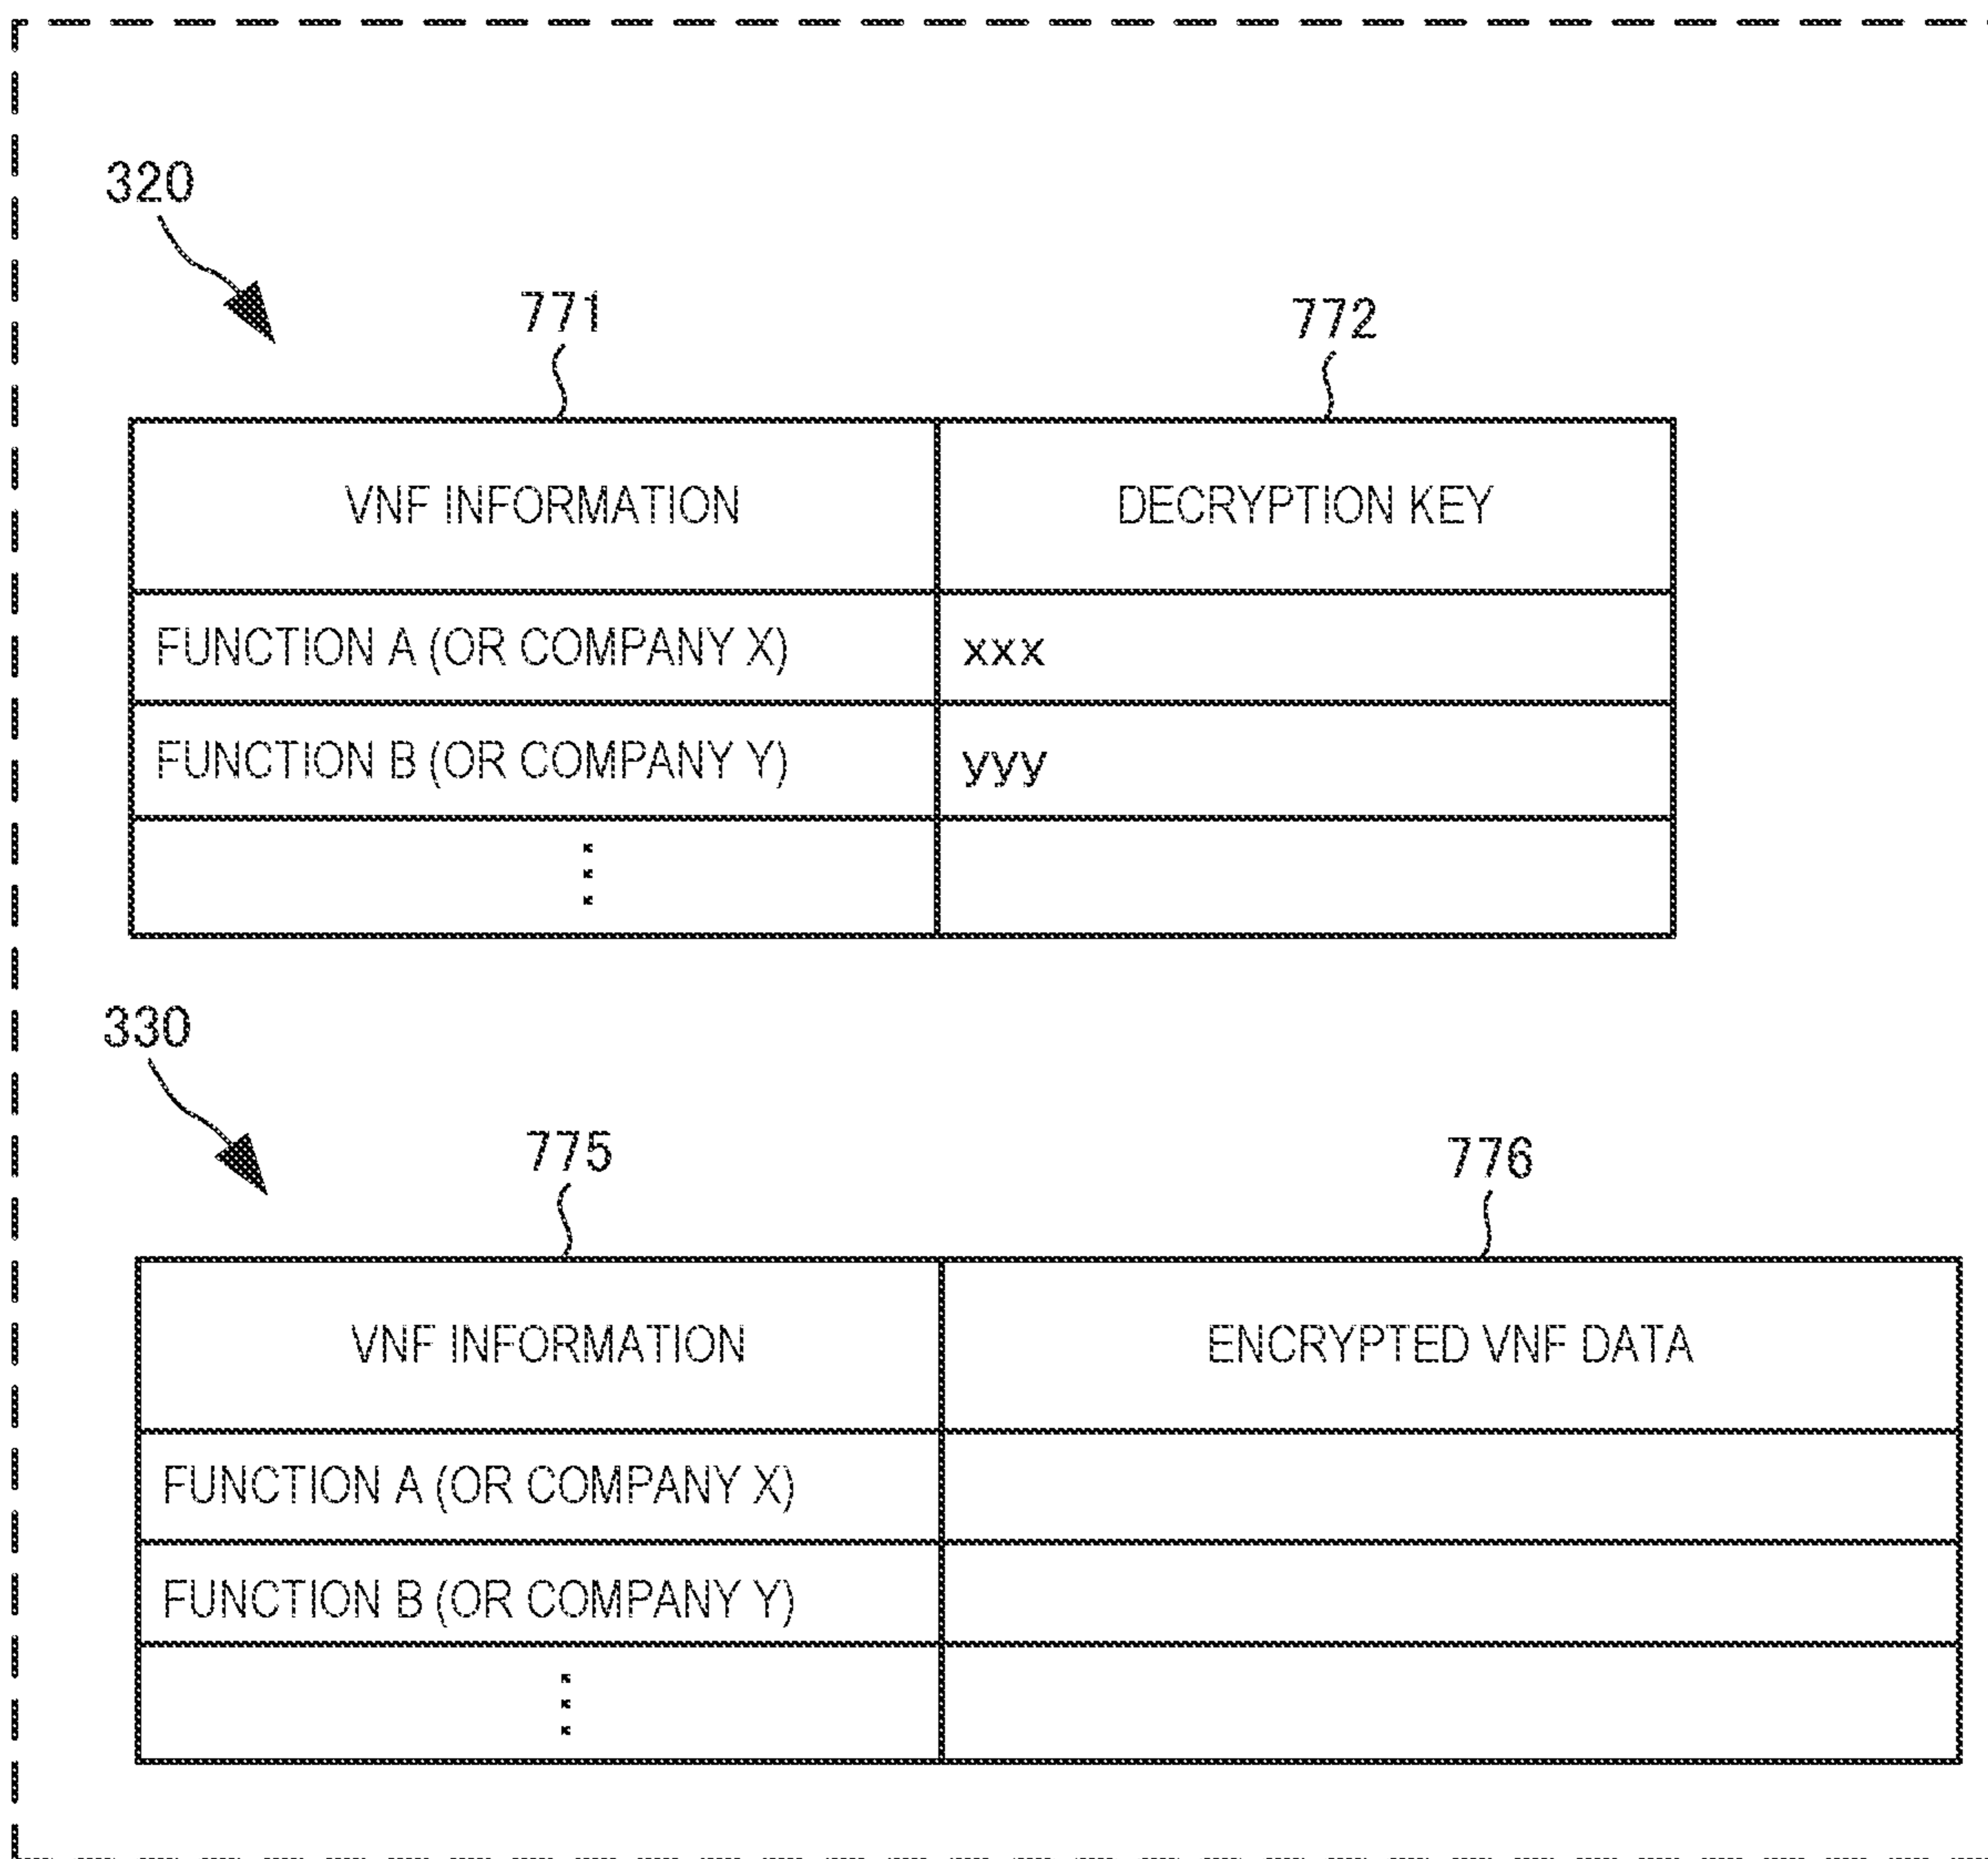 320
771
772
VNF INFORMATION
DECRYPTION KEY
FUNCTION A (OR COMPANY X)
xxx
FUNCTION B (OR COMPANY Y)
yyy
330
775
776
VNF INFORMATION
ENCRYPTED VNF DATA
FUNCTION A (OR COMPANY X)
FUNCTION B (OR COMPANY Y)